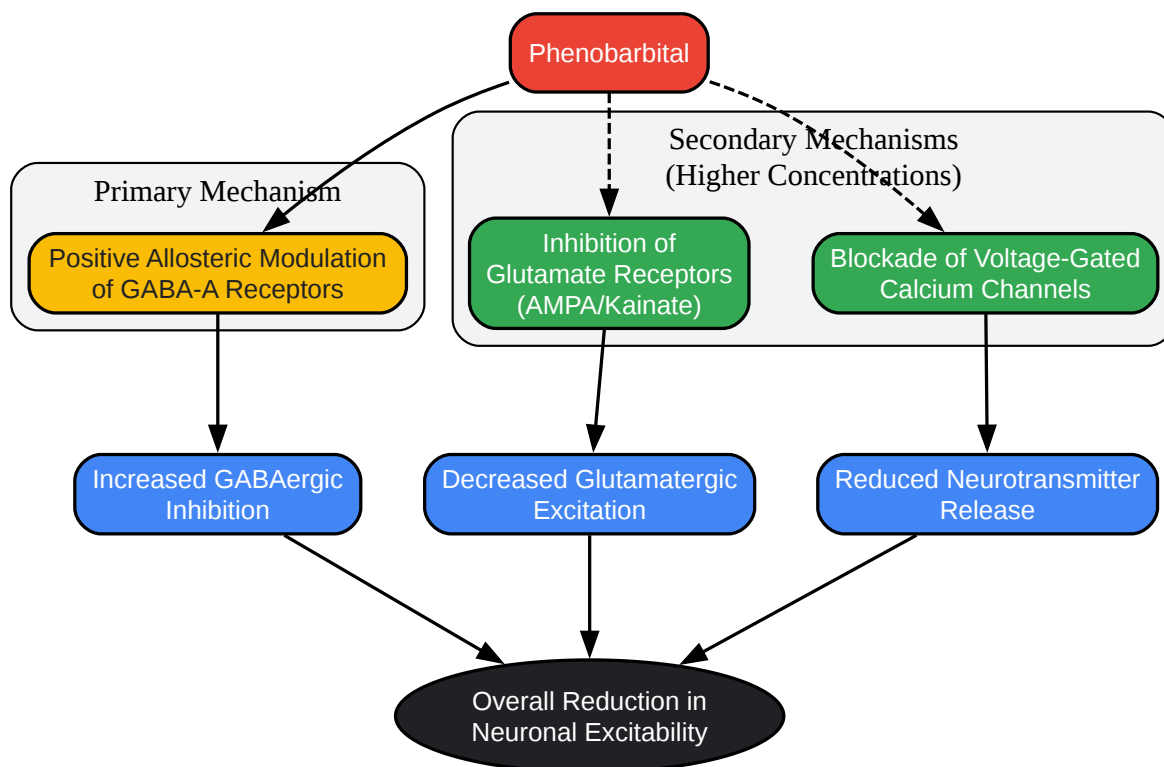 Phenobarbital
Secondary Mechanisms
(Higher Concentrations)
Primary Mechanism
Positive Allosteric Modulation
of GABA-A Receptors
Inhibition of
Glutamate Receptors
(AMPA/Kainate)
Blockade of Voltage-Gated
Calcium Channels
Increased GABAergic
Inhibition
Decreased Glutamatergic
Excitation
Reduced Neurotransmitter
Release
Overall Reduction in
Neuronal Excitability